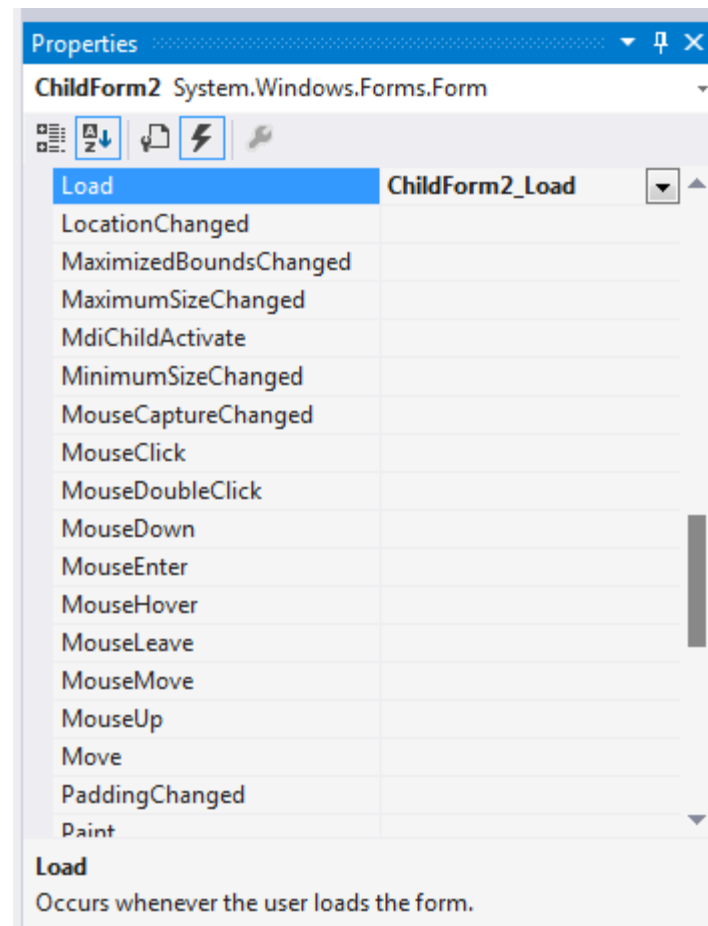 Properties
ChildForm2 System.Windows.Forms.Form
Load ChildForm2_Load
LocationChanged
MaximizedBoundsChanged
MaximumSizeChanged
MdiChildActivate
MinimumSizeChanged
MouseCaptureChanged
MouseClick
MouseDoubleClick
MouseDown
MouseEnter
MouseHover
MouseLeave
MouseMove
MouseUp
Move
PaddingChanged
Paint
Load
Occurs whenever the user loads the form.